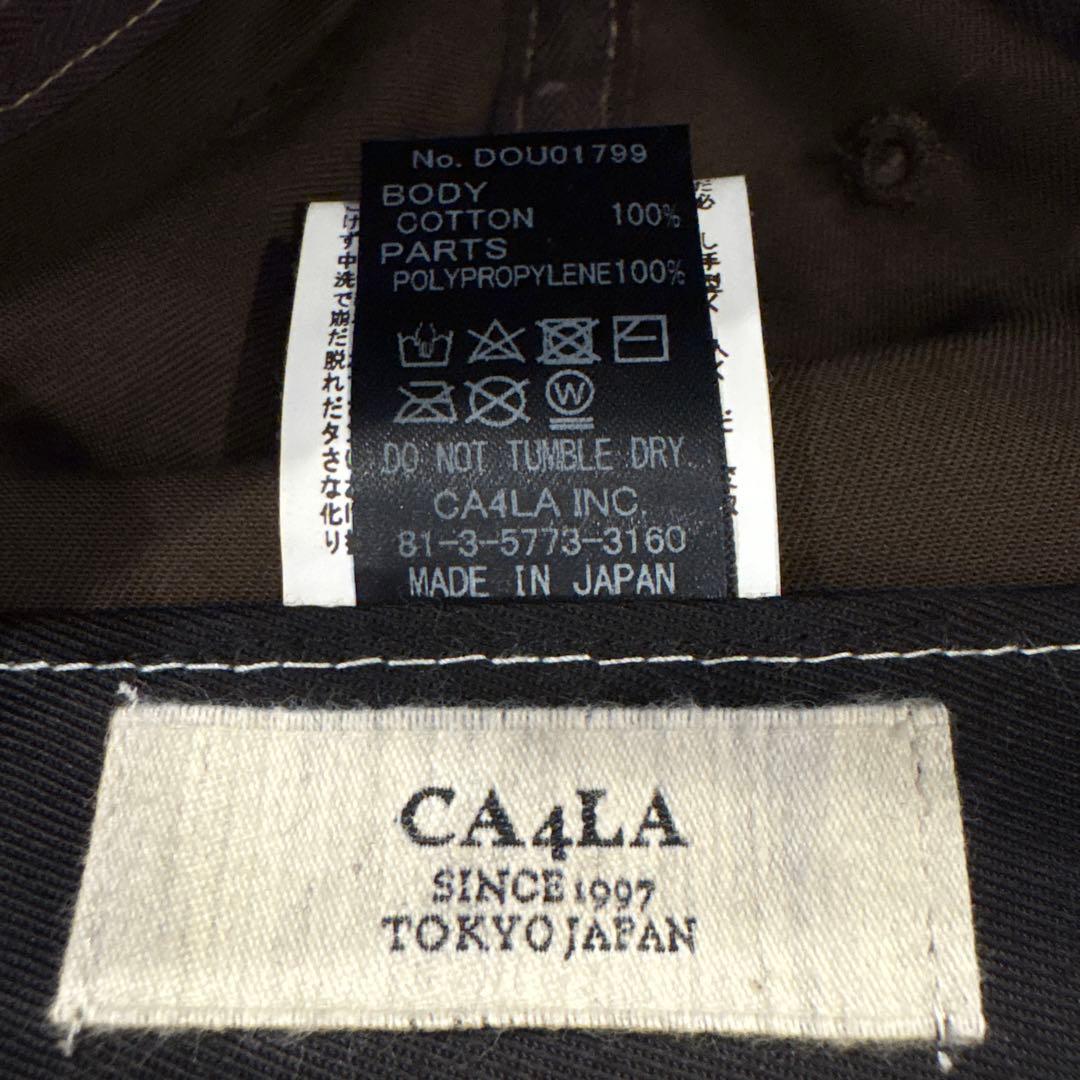 No. DOU01799
BODY
COTTON 100%
PARTS
POLYPROPYLENE100%
W
DO NOT TUMBLE DRY.
CA4LA INC.
81-3-5773-3160
MADE IN JAPAN
CA4LA
SINCE 1997
TOKYO JAPAN